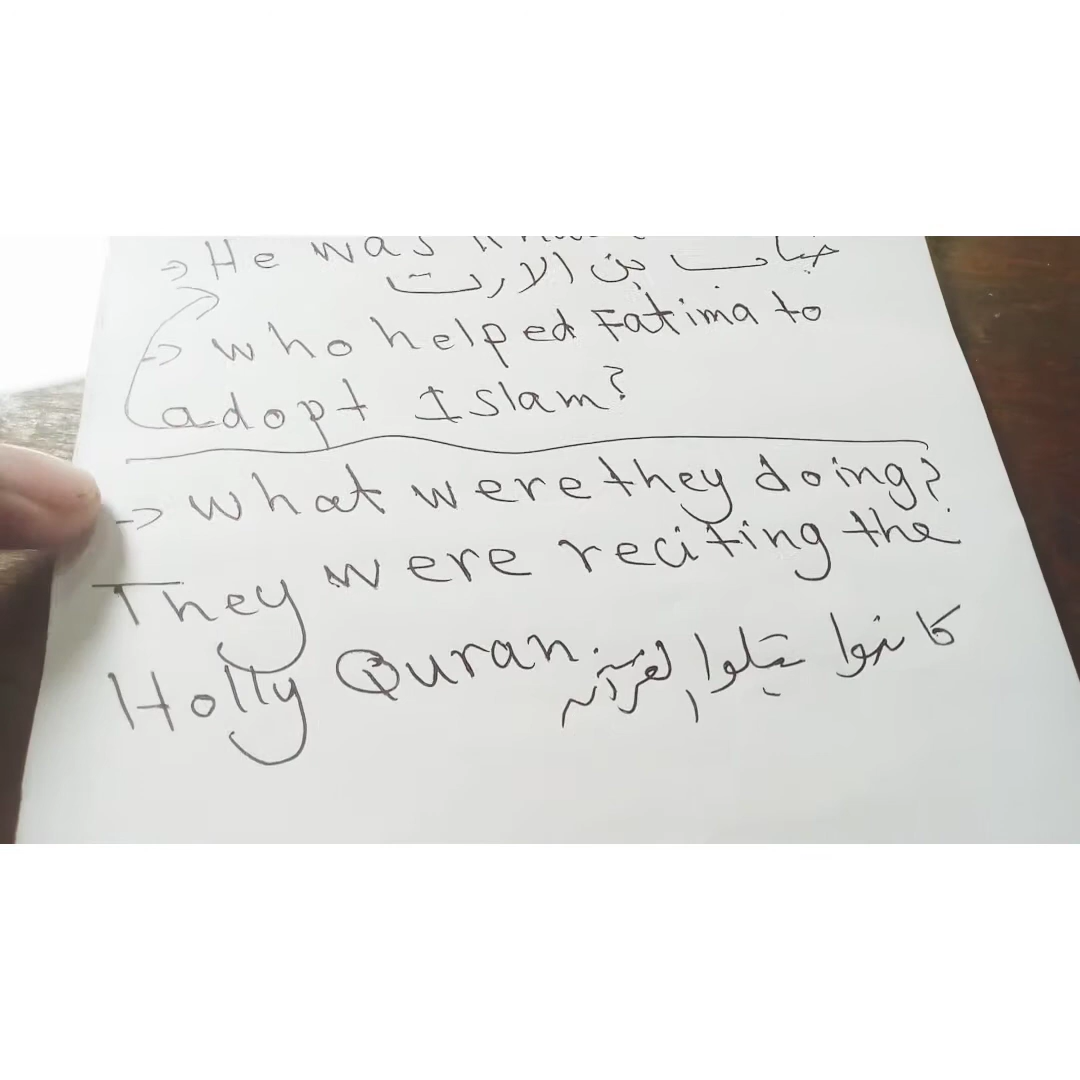 → He was
خباب بن الارت
→ who helped Fatima to
adopt Islam?
→ what were they doing?
They were reciting the
Holly Quran. كانوا يتلوا القرآن